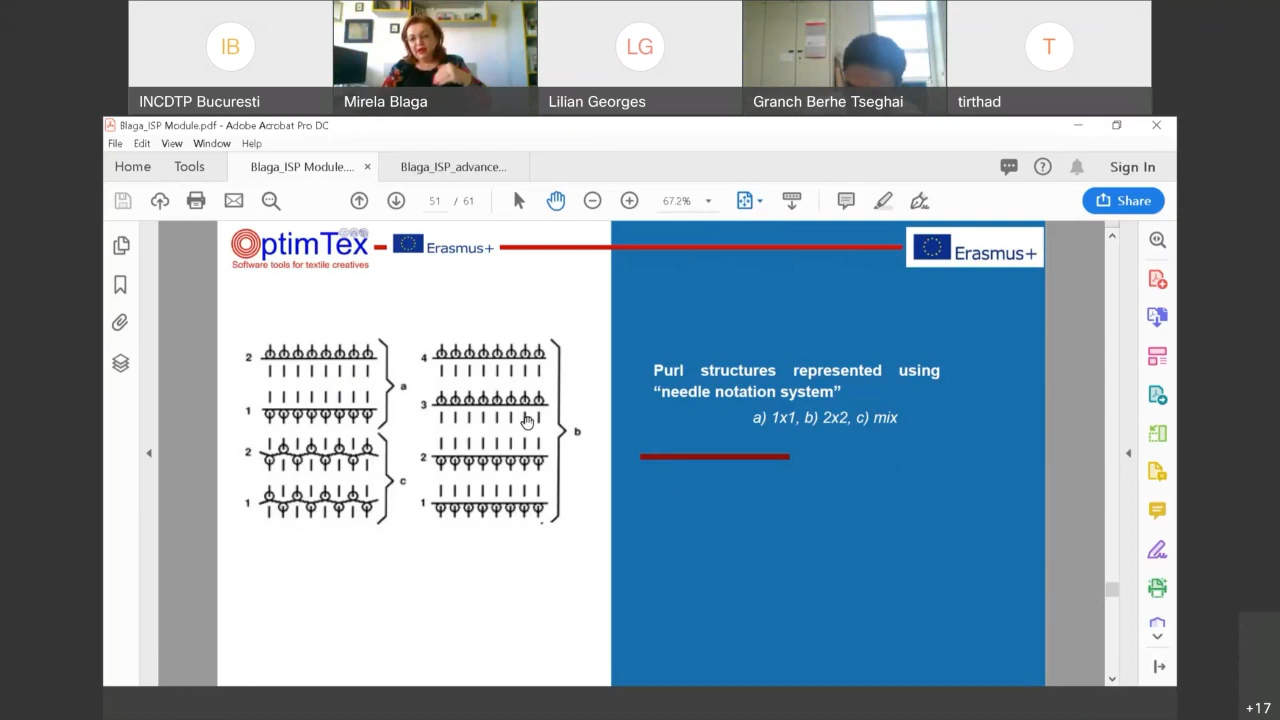 IB
LG
T
INCDTP Bucuresti
Mirela Blaga
Lilian Georges
Granch Berhe Tseghai
tirthad
Blaga_ISP Module.pdf - Adobe Acrobat Pro DC
File Edit View Window Help
Home Tools Blaga_ISP Module.... × Blaga_ISP_advance... Sign In
51 / 61 67.2% Share
OptimTex
Software tools for textile creatives
Erasmus+
Erasmus+
2
1
a
2
1
c
4
3
2
1
b
Purl structures represented using
“needle notation system”
a) 1x1, b) 2x2, c) mix
+17